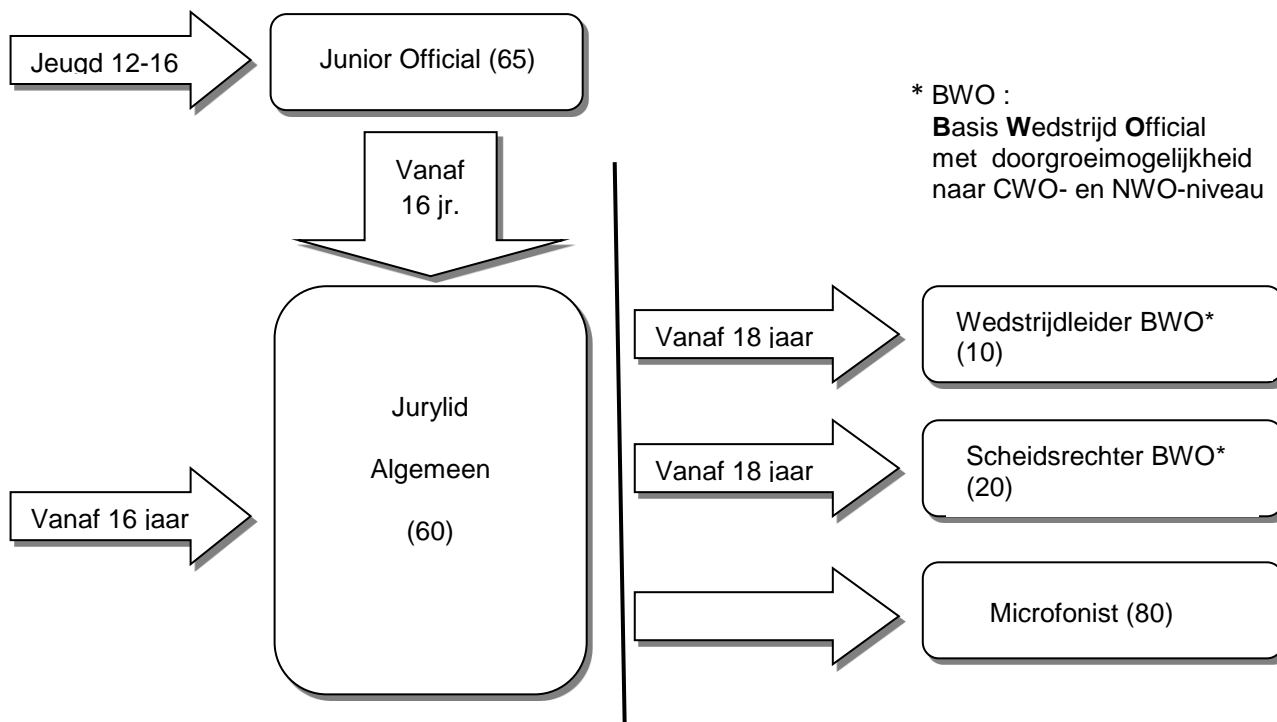 Jeugd 12-16
Junior Official (65)
* BWO :
Basis Wedstrijd Official
met doorgroeimogelijkheid
naar CWO- en NWO-niveau
Vanaf
16 jr.
Vanaf 18 jaar
Wedstrijdleider BWO*
(10)
Jurylid
Algemeen
(60)
Vanaf 18 jaar
Scheidsrechter BWO*
(20)
Vanaf 16 jaar
Microfonist (80)